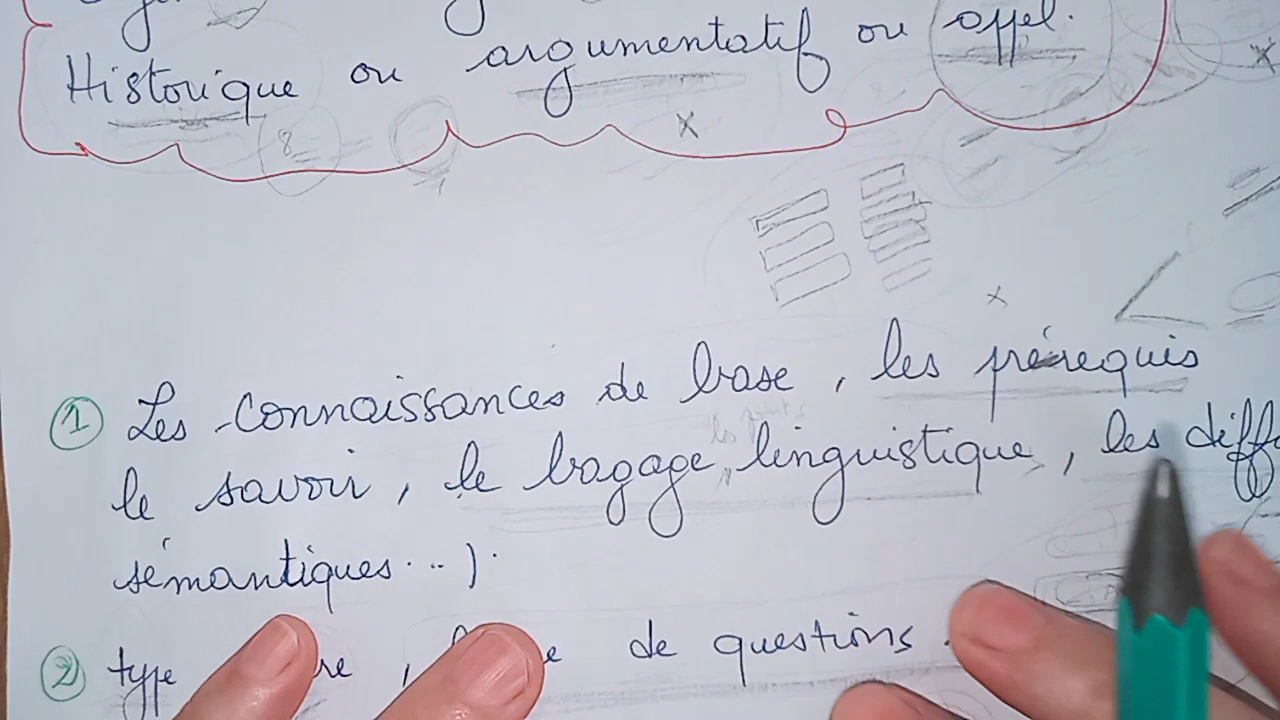 Historique ou argumentatif ou appel.
8
① Les connaissances de base, les prérequis
le savoir, le bagage linguistique, les
sémantiques...).
② type de questions.